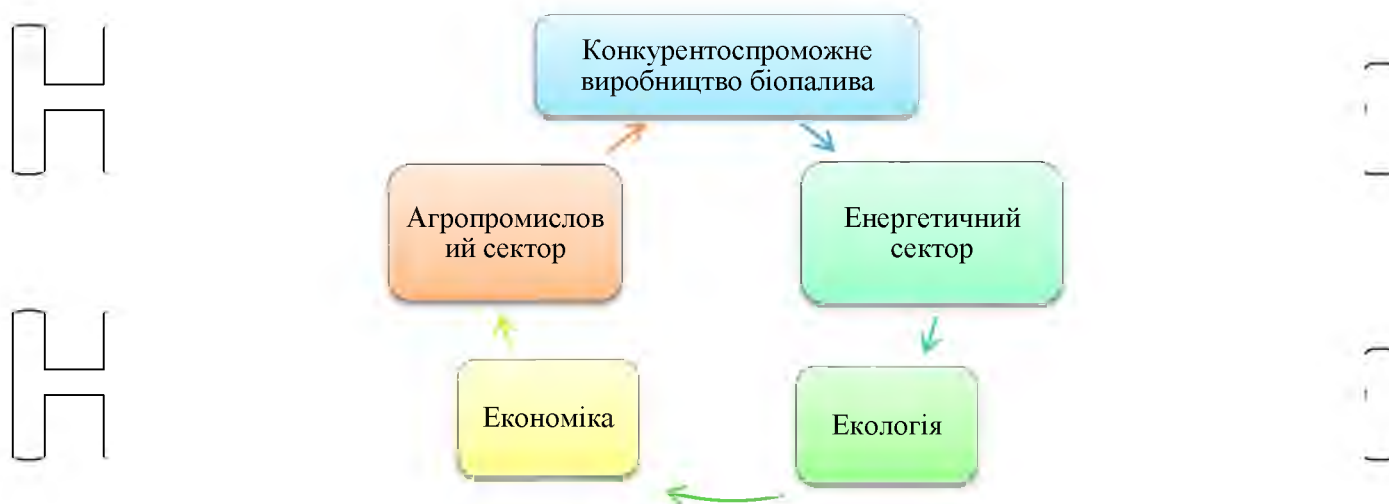 Конкурентоспроможне
виробництво біопалива
Агропромислов
ий сектор
Енергетичний
сектор
Економіка
Екологія